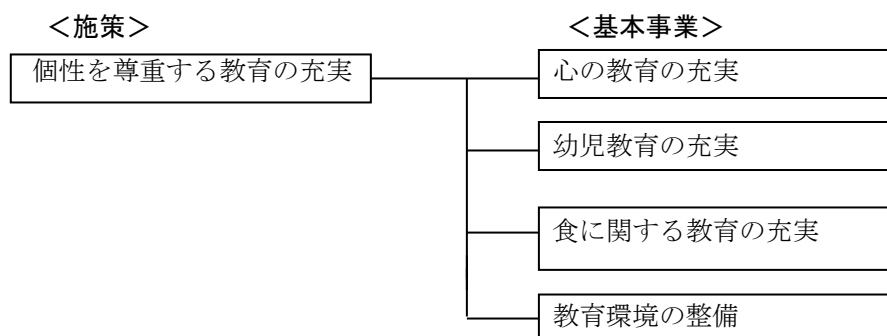 ＜施策＞
＜基本事業＞
個性を尊重する教育の充実
心の教育の充実
幼児教育の充実
食に関する教育の充実
教育環境の整備